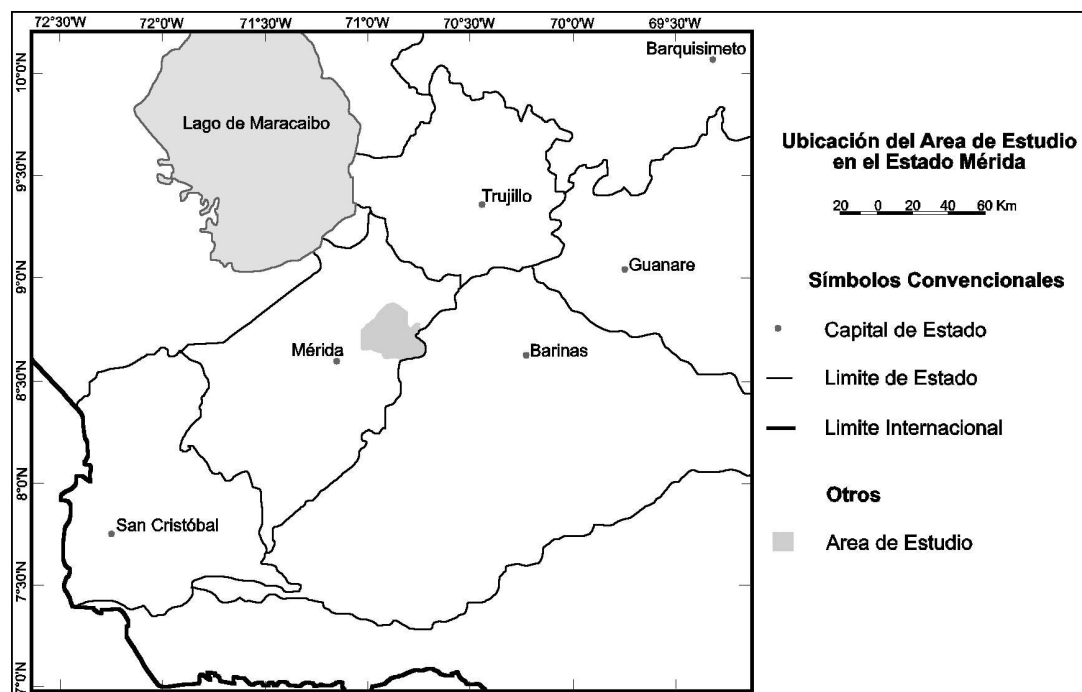 72°30'W 72°0'W 71°30'W 71°0'W 70°30'W 70°0'W 69°30'W
10°0'N
9°30'N
9°0'N
8°30'N
8°0'N
7°30'N
7°0'N
Barquisimeto
Lago de Maracaibo
Trujillo
Guanare
Mérida
Barinas
San Cristóbal
Ubicación del Area de Estudio
en el Estado Mérida
20 0 20 40 60 Km
Símbolos Convencionales
Capital de Estado
Limite de Estado
Limite Internacional
Otros
Area de Estudio